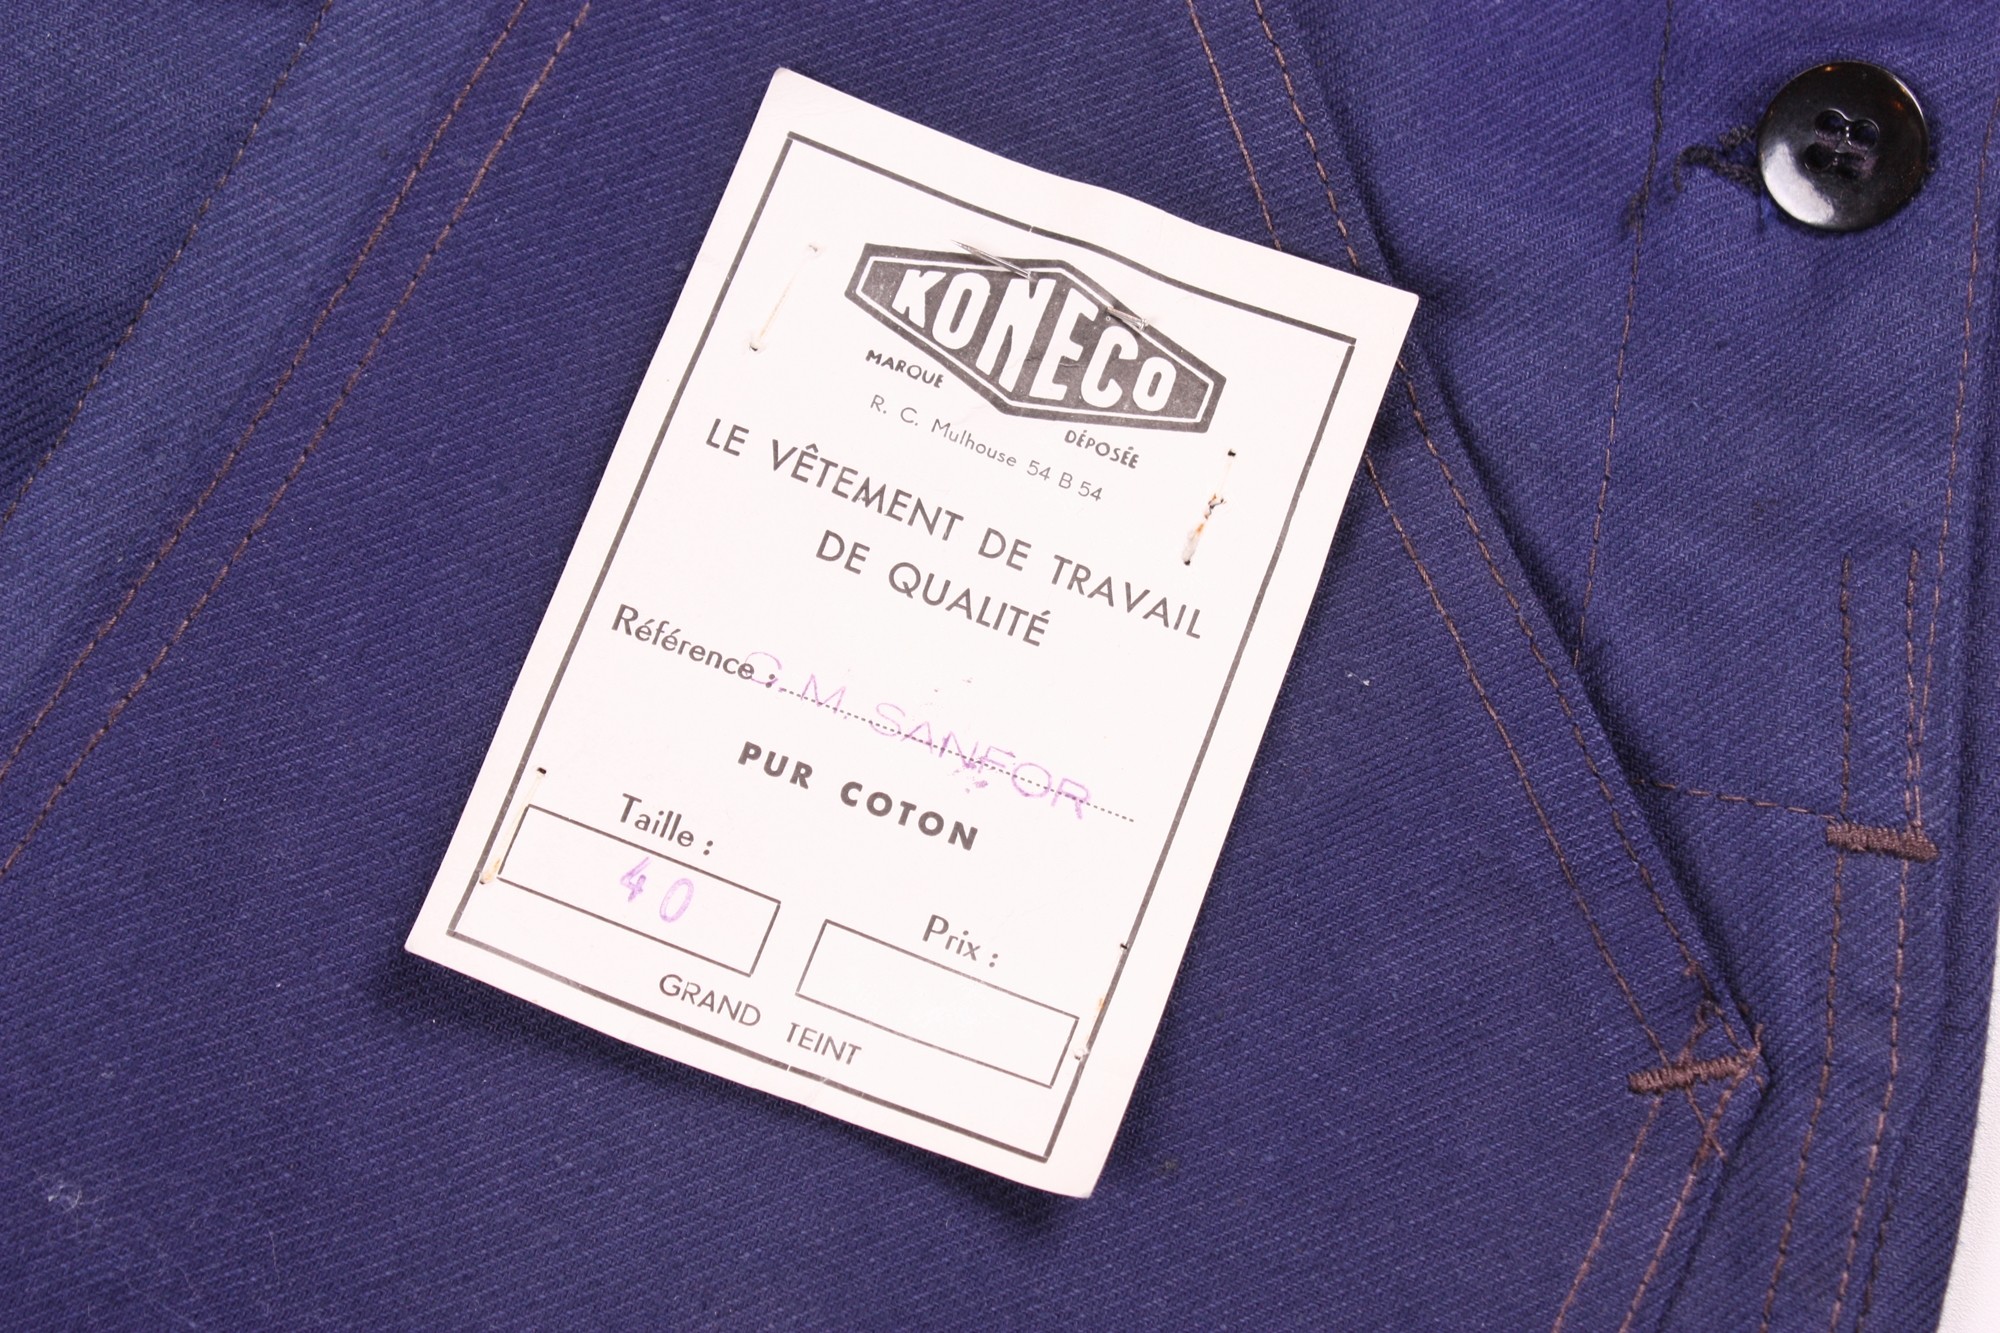 KONECO
MARQUE DÉPOSÉE
R. C. Mulhouse 54 B 54
LE VÊTEMENT DE TRAVAIL
DE QUALITÉ
Référence : C.M. SANFOR
PUR COTON
Taille :
40
Prix :
GRAND TEINT